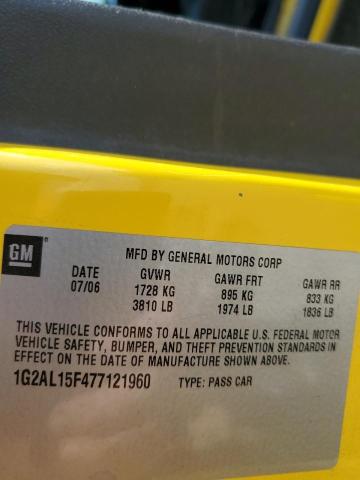 GM
MFD BY GENERAL MOTORS CORP
DATE GVWR GAWR FRT GAWR RR
07/06 1728 KG 895 KG 833 KG
3810 LB 1974 LB 1836 LB
THIS VEHICLE CONFORMS TO ALL APPLICABLE U.S. FEDERAL MOTOR
VEHICLE SAFETY, BUMPER, AND THEFT PREVENTION STANDARDS IN
EFFECT ON THE DATE OF MANUFACTURE SHOWN ABOVE.
1G2AL15F477121960 TYPE: PASS CAR